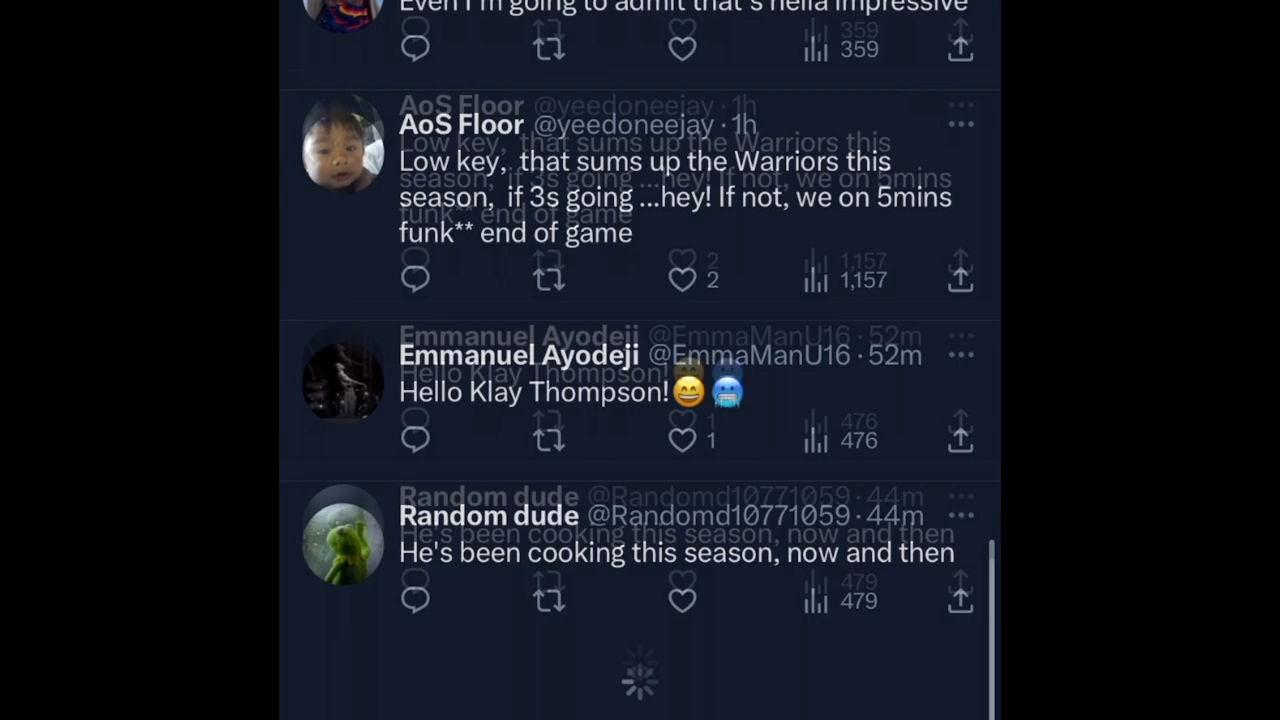 Even I'm going to admit that's hella impressive
359
AoS Floor @yeedoneejay · 1h
Low key,  that sums up the Warriors this
season,  if 3s going ...hey! If not, we on 5mins
funk** end of game
2 1,157
Emmanuel Ayodeji @EmmaManU16 · 52m
Hello Klay Thompson!😄🥶
1 476
Random dude @Randomd10771059 · 44m
He's been cooking this season, now and then
479